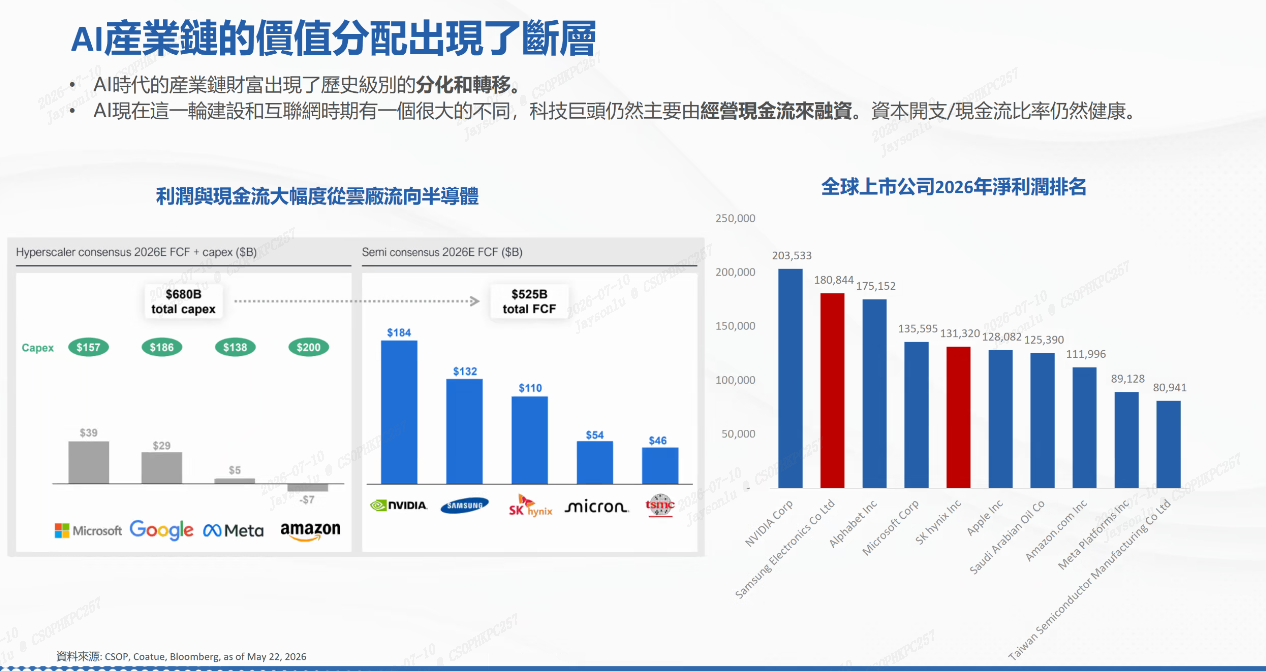 AI產業鏈的價值分配出現了斷層
• AI時代的產業鏈財富出現了歷史級別的分化和轉移。
• AI現在這一輪建設和互聯網時期有一個很大的不同，科技巨頭仍然主要由經營現金流來融資。資本開支/現金流比率仍然健康。
利潤與現金流大幅度從雲廠流向半導體
Hyperscaler consensus 2026E FCF + capex ($B)
Semi consensus 2026E FCF ($B)
$680B
total capex
$525B
total FCF
Capex $157 $186 $138 $200
$39 $29 $5 -$7
Microsoft Google Meta amazon
$184 $132 $110 $54 $46
NVIDIA SAMSUNG SK hynix micron tsmc
全球上市公司2026年淨利潤排名
250,000
200,000
150,000
100,000
50,000
-
203,533 180,844 175,152 135,595 131,320 128,082 125,390 111,996 89,128 80,941
NVIDIA Corp
Samsung Electronics Co Ltd
Alphabet Inc
Microsoft Corp
SK hynix Inc
Apple Inc
Saudi Arabian Oil Co
Amazon.com Inc
Meta Platforms Inc
Taiwan Semiconductor Manufacturing Co Ltd
資料來源: CSOP, Coatue, Bloomberg, as of May 22, 2026
2026-07-10
Jaysonlu @ CSOPHKPC257